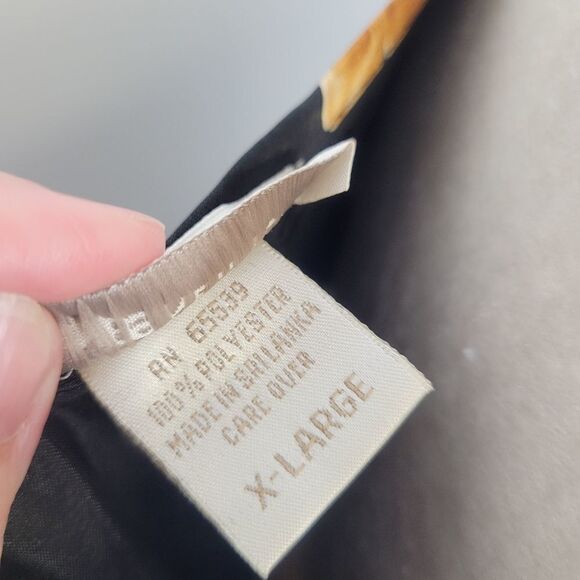 RN 65539
100% POLYESTER
MADE IN SRI LANKA
CARE OVER
X-LARGE